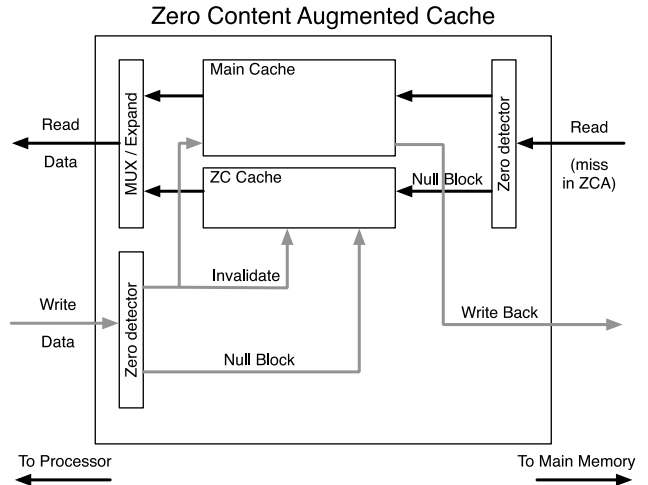 Zero Content Augmented Cache
Main Cache
MUX / Expand
Zero detector
Read
Data
Read
(miss
in ZCA)
ZC Cache
Null Block
Zero detector
Invalidate
Write
Data
Write Back
Null Block
To Processor
To Main Memory